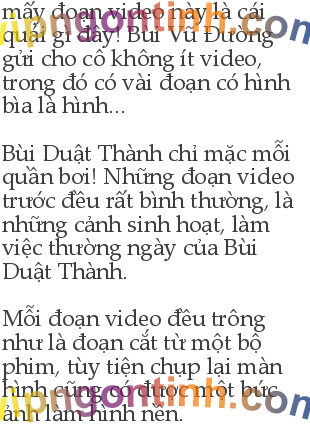 mấy đoạn video này là cái
quái gì đây! Bùi Vũ Dương
gửi cho cô không ít video,
trong đó có vài đoạn có hình
bìa là hình...
Bùi Duật Thành chỉ mặc mỗi
quần bơi! Những đoạn video
trước đều rất bình thường, là
những cảnh sinh hoạt, làm
việc thường ngày của Bùi
Duật Thành.
Mỗi đoạn video đều trông
như là đoạn cắt từ một bộ
phim, tùy tiện chụp lại màn
hình cũng có được một bức
ảnh làm hình nền.
vipngontinh.com
vipngontinh.com